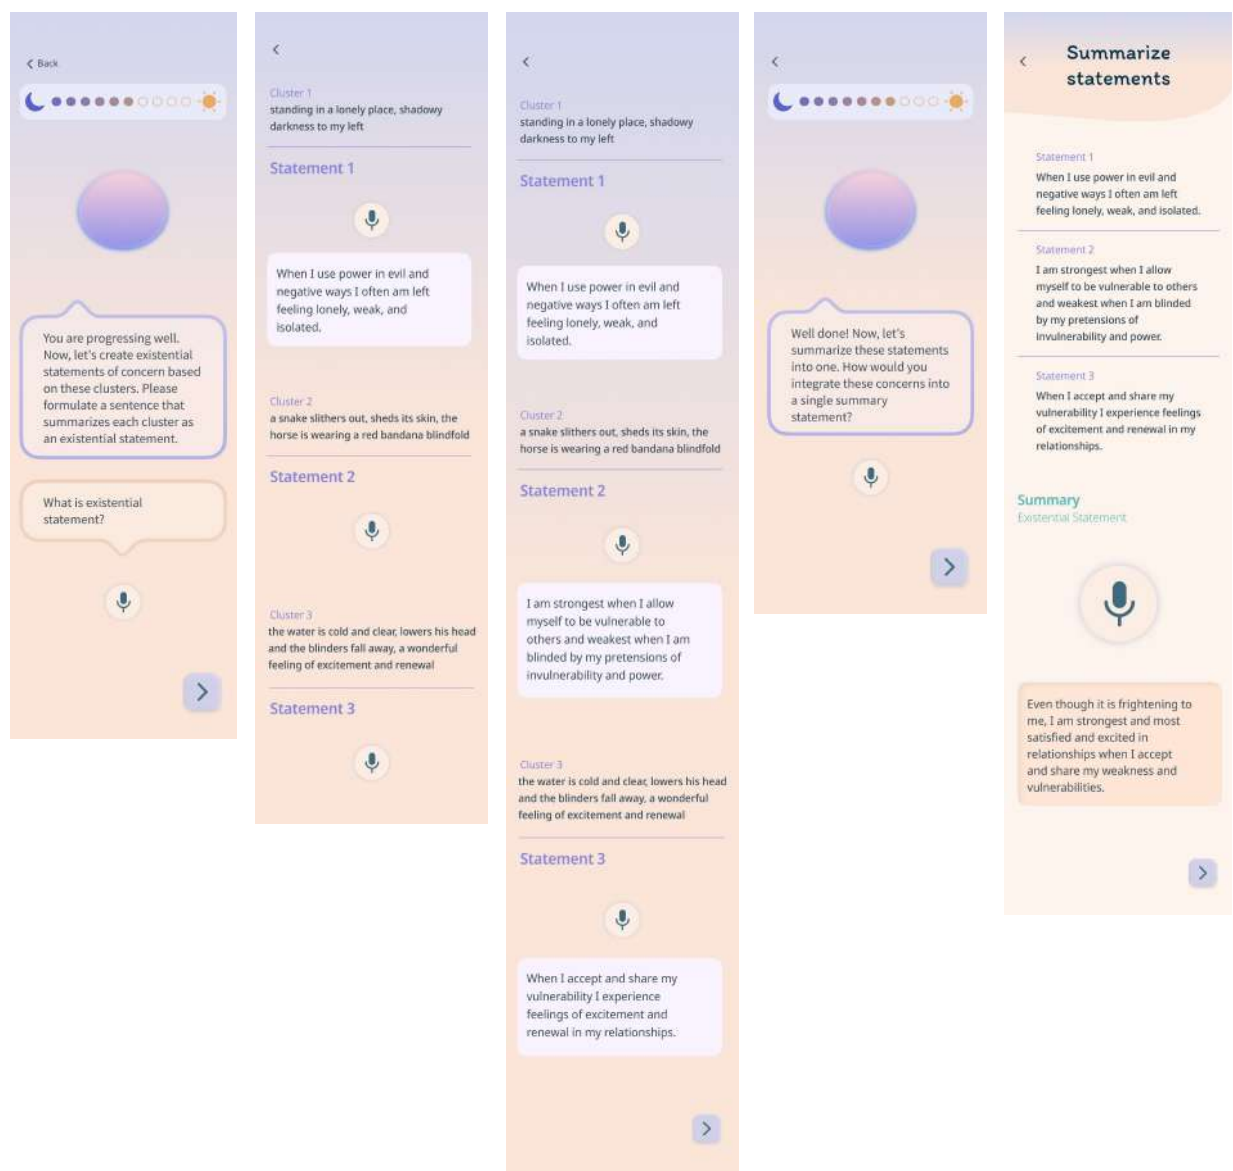 Back
You are progressing well.
Now, let's create existential
statements of concern based
on these clusters. Please
formulate a sentence that
summarizes each cluster as
an existential statement.
What is existential
statement?
Cluster 1
standing in a lonely place, shadowy
darkness to my left
Statement 1
When I use power in evil and
negative ways I often am left
feeling lonely, weak, and
isolated.
Cluster 2
a snake slithers out, sheds its skin, the
horse is wearing a red bandana blindfold
Statement 2
Cluster 3
the water is cold and clear, lowers his head
and the blinders fall away, a wonderful
feeling of excitement and renewal
Statement 3
Cluster 1
standing in a lonely place, shadowy
darkness to my left
Statement 1
When I use power in evil and
negative ways I often am left
feeling lonely, weak, and
isolated.
Cluster 2
a snake slithers out, sheds its skin, the
horse is wearing a red bandana blindfold
Statement 2
I am strongest when I allow
myself to be vulnerable to
others and weakest when I am
blinded by my pretensions of
invulnerability and power.
Cluster 3
the water is cold and clear, lowers his head
and the blinders fall away, a wonderful
feeling of excitement and renewal
Statement 3
When I accept and share my
vulnerability I experience
feelings of excitement and
renewal in my relationships.
Well done! Now, let's
summarize these statements
into one. How would you
integrate these concerns into
a single summary
statement?
Summarize
statements
Statement 1
When I use power in evil and
negative ways I often am left
feeling lonely, weak, and isolated.
Statement 2
I am strongest when I allow
myself to be vulnerable to others
and weakest when I am blinded
by my pretensions of
invulnerability and power.
Statement 3
When I accept and share my
vulnerability I experience feelings
of excitement and renewal in my
relationships.
Summary
Existential Statement
Even though it is frightening to
me, I am strongest and most
satisfied and excited in
relationships when I accept
and share my weakness and
vulnerabilities.